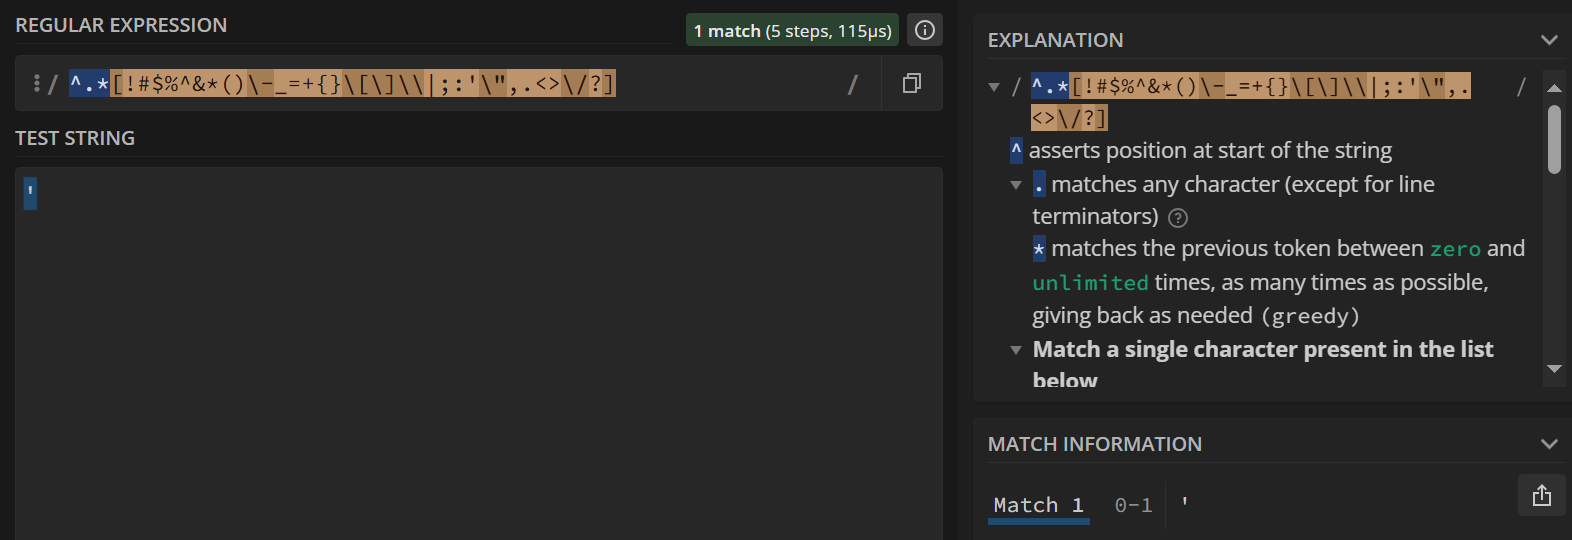 REGULAR EXPRESSION
1 match (5 steps, 115μs)
/ ^.*[!#$%^&*()\-_=+{}\[\]\\|;:'\",.<>\/?] /
TEST STRING
'
EXPLANATION
/ ^.*[!#$%^&*()\-_=+{}\[\]\\|;:'\",. /
<>\/?]
^ asserts position at start of the string
. matches any character (except for line
terminators) ?
* matches the previous token between zero and
unlimited times, as many times as possible,
giving back as needed (greedy)
Match a single character present in the list
below
MATCH INFORMATION
Match 1 0-1 '